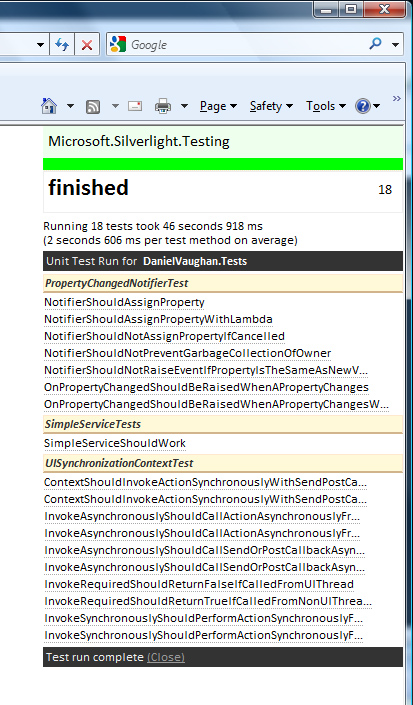 Google
Page Safety Tools
Microsoft.Silverlight.Testing
finished 18
Running 18 tests took 46 seconds 918 ms
(2 seconds 606 ms per test method on average)
Unit Test Run for DanielVaughan.Tests
PropertyChangedNotifierTest
NotifierShouldAssignProperty
NotifierShouldAssignPropertyWithLambda
NotifierShouldNotAssignPropertyIfCancelled
NotifierShouldNotPreventGarbageCollectionOfOwner
NotifierShouldNotRaiseEventIfPropertyIsTheSameAsNewV...
OnPropertyChangedShouldBeRaisedWhenAPropertyChanges
OnPropertyChangedShouldBeRaisedWhenAPropertyChangesW...
SimpleServiceTests
SimpleServiceShouldWork
UISynchronizationContextTest
ContextShouldInvokeActionSynchronouslyWithSendPostCa...
ContextShouldInvokeActionSynchronouslyWithSendPostCa...
InvokeAsynchronouslyShouldCallActionAsynchronouslyFr...
InvokeAsynchronouslyShouldCallActionAsynchronouslyFr...
InvokeAsynchronouslyShouldCallSendOrPostCallbackAsyn...
InvokeAsynchronouslyShouldCallSendOrPostCallbackAsyn...
InvokeRequiredShouldReturnFalseIfCalledFromUIThread
InvokeRequiredShouldReturnTrueIfCalledFromNonUIThrea...
InvokeSynchronouslyShouldPerformActionSynchronouslyF...
InvokeSynchronouslyShouldPerformActionSynchronouslyF...
Test run complete (Close)